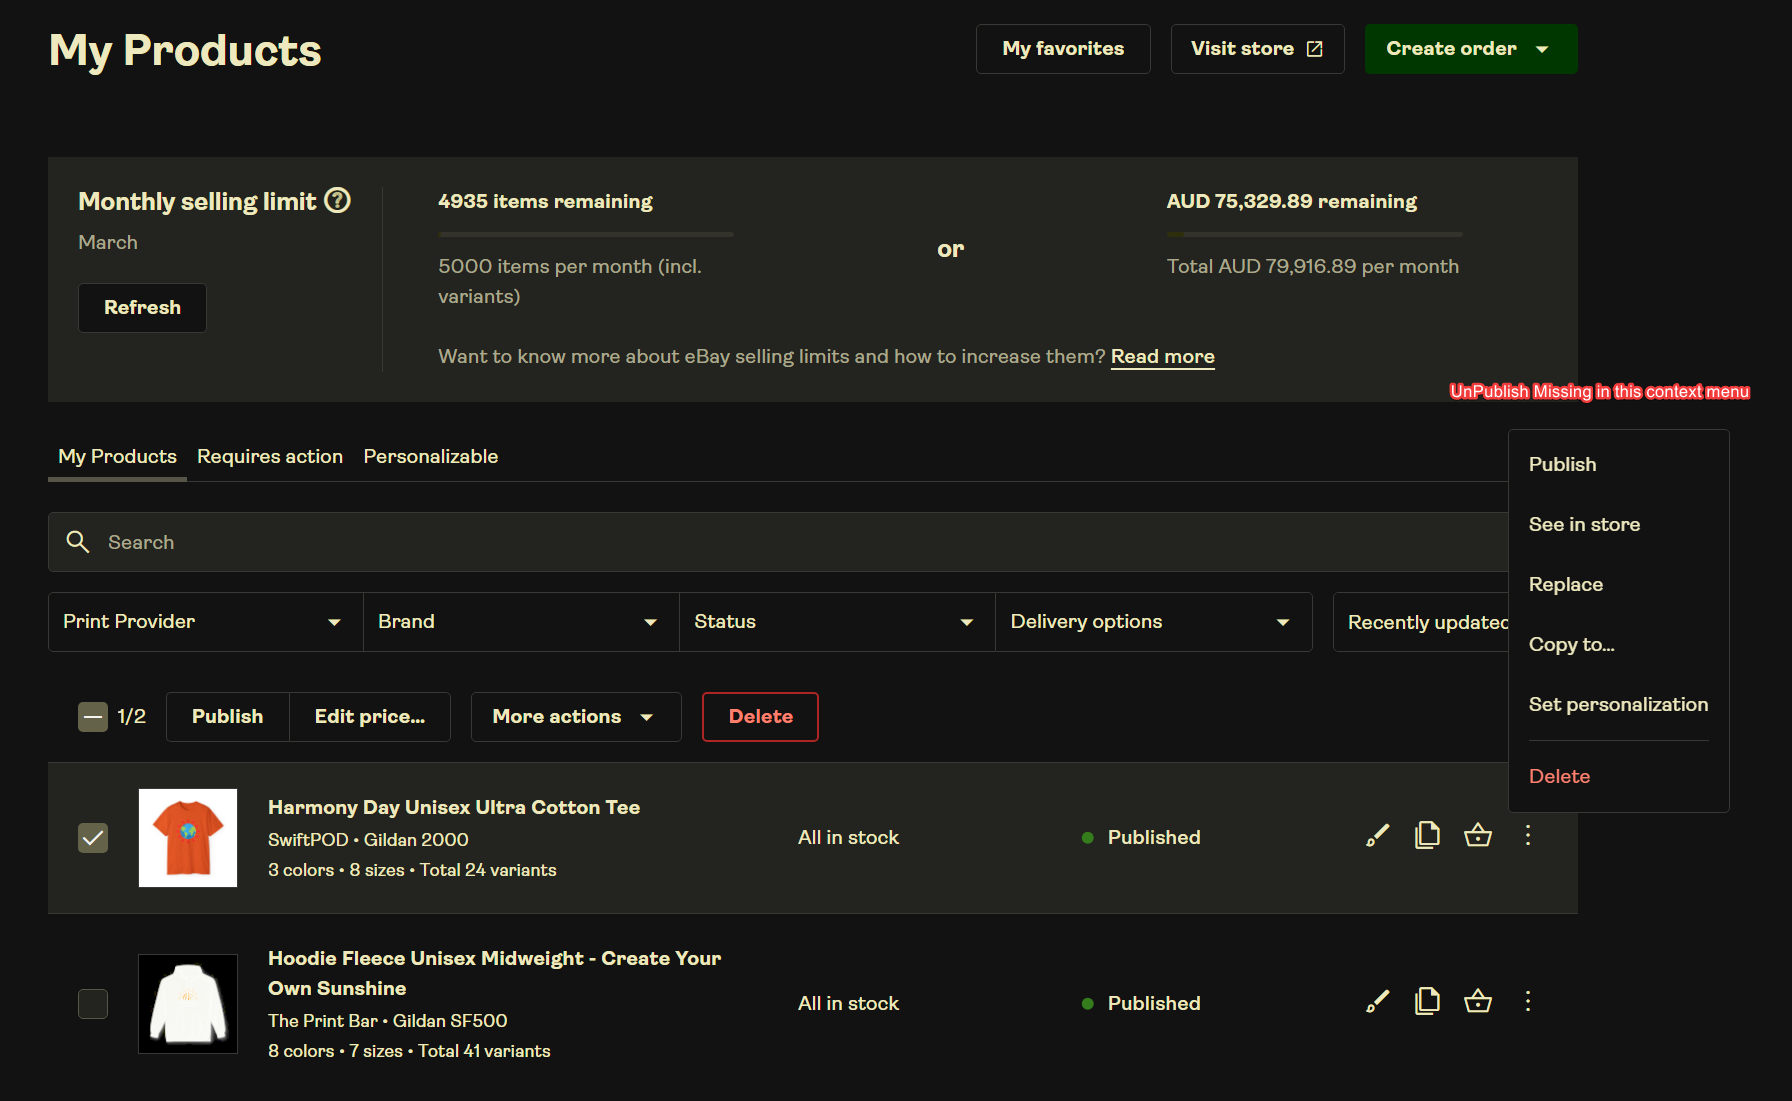 My Products
My favorites
Visit store
Create order
Monthly selling limit
March
Refresh
4935 items remaining
5000 items per month (incl.
variants)
or
AUD 75,329.89 remaining
Total AUD 79,916.89 per month
Want to know more about eBay selling limits and how to increase them? Read more
UnPublish Missing in this context menu
My Products
Requires action
Personalizable
Search
Print Provider
Brand
Status
Delivery options
Recently updated
Publish
See in store
Replace
Copy to...
Set personalization
Delete
1/2
Publish
Edit price...
More actions
Delete
Harmony Day Unisex Ultra Cotton Tee
SwiftPOD • Gildan 2000
3 colors • 8 sizes • Total 24 variants
All in stock
Published
Hoodie Fleece Unisex Midweight - Create Your
Own Sunshine
The Print Bar • Gildan SF500
8 colors • 7 sizes • Total 41 variants
All in stock
Published